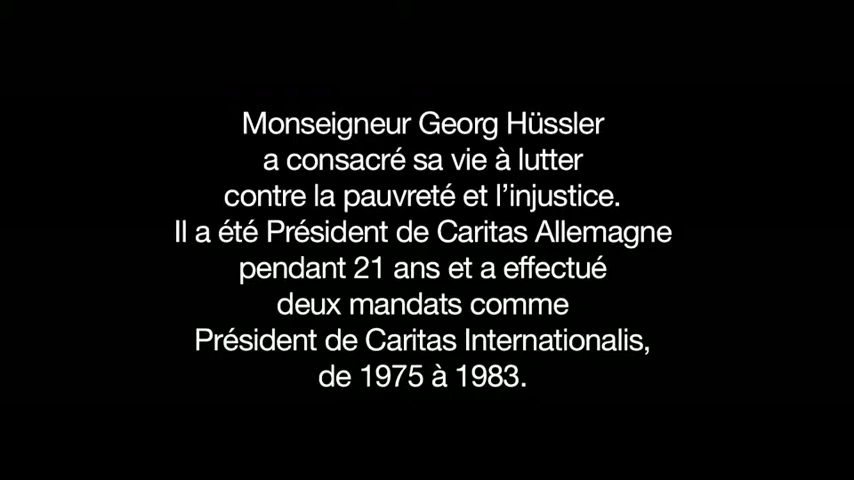 Monseigneur Georg Hüssler
a consacré sa vie à lutter
contre la pauvreté et l’injustice.
Il a été Président de Caritas Allemagne
pendant 21 ans et a effectué
deux mandats comme
Président de Caritas Internationalis,
de 1975 à 1983.